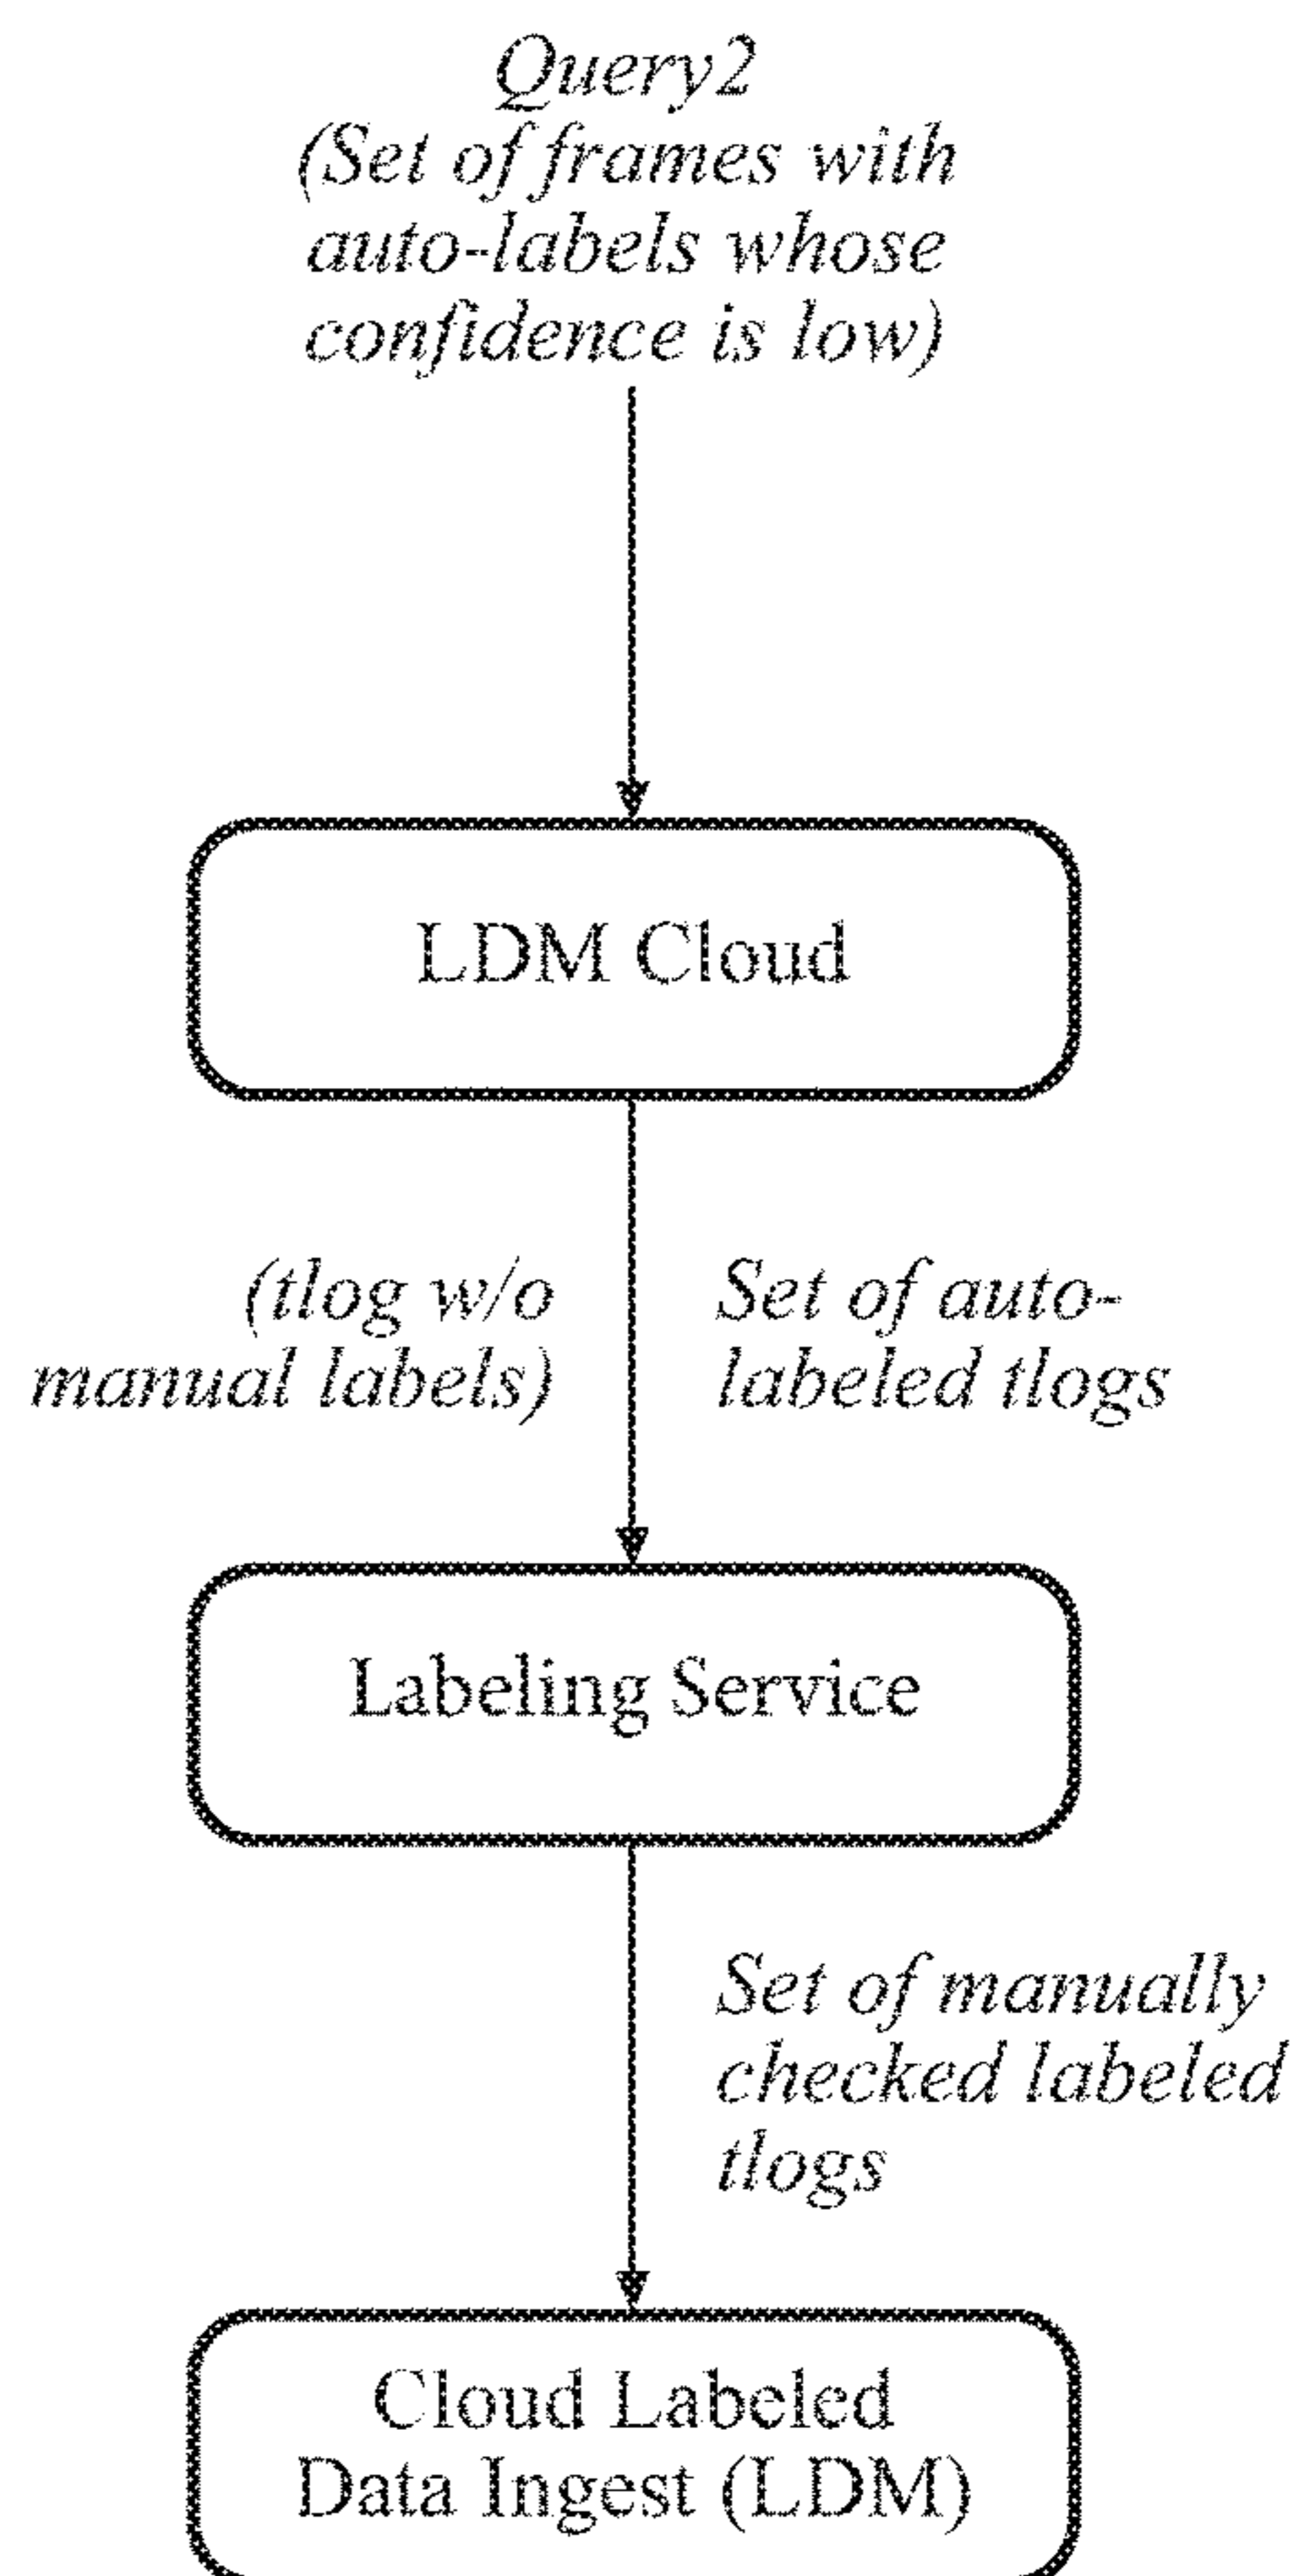 Query2
(Set of frames with
auto-labels whose
confidence is low)
LDM Cloud
(tlog w/o
manual labels)
Set of auto-
labeled tlogs
Labeling Service
Set of manually
checked labeled
tlogs
Cloud Labeled
Data Ingest (LDM)